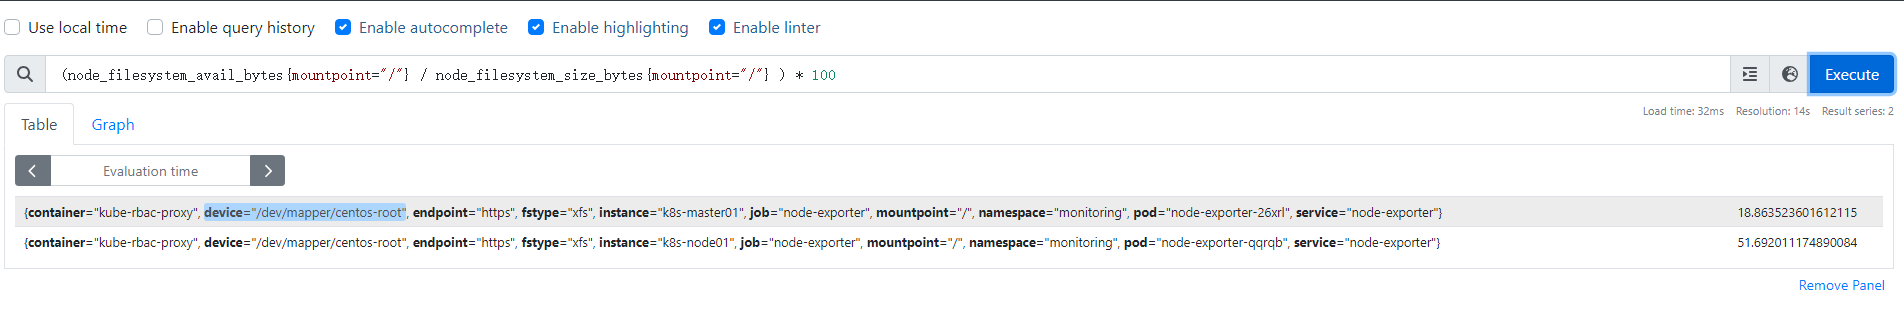 Use local time Enable query history Enable autocomplete Enable highlighting Enable linter
(node_filesystem_avail_bytes{mountpoint="/"} / node_filesystem_size_bytes{mountpoint="/"} ) * 100 Execute
Load time: 32ms Resolution: 14s Result series: 2
Table Graph
Evaluation time
{container="kube-rbac-proxy", device="/dev/mapper/centos-root", endpoint="https", fstype="xfs", instance="k8s-master01", job="node-exporter", mountpoint="/", namespace="monitoring", pod="node-exporter-26xrl", service="node-exporter"} 18.863523601612115
{container="kube-rbac-proxy", device="/dev/mapper/centos-root", endpoint="https", fstype="xfs", instance="k8s-node01", job="node-exporter", mountpoint="/", namespace="monitoring", pod="node-exporter-qqrqb", service="node-exporter"} 51.692011174890084
Remove Panel